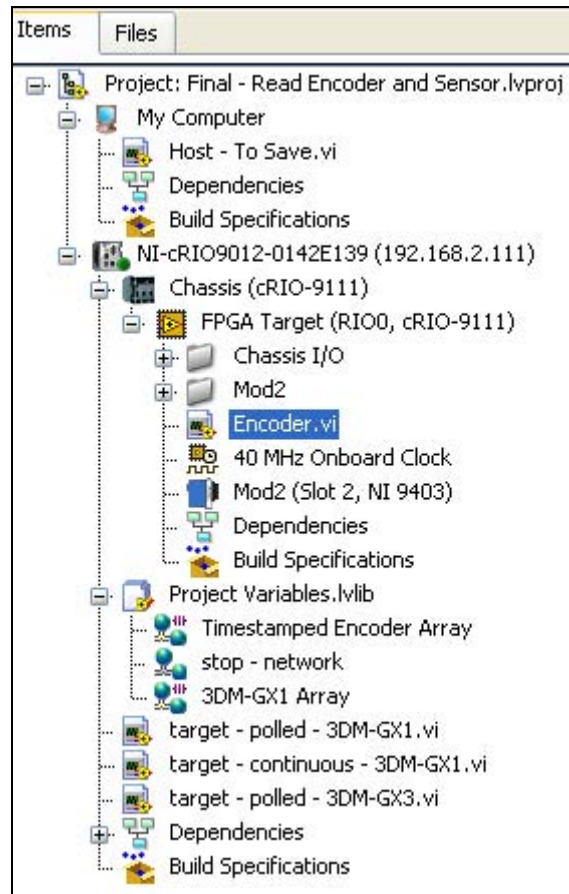 Items Files
Project: Final - Read Encoder and Sensor.lvproj
My Computer
Host - To Save.vi
Dependencies
Build Specifications
NI-cRIO9012-0142E139 (192.168.2.111)
Chassis (cRIO-9111)
FPGA Target (RIO0, cRIO-9111)
Chassis I/O
Mod2
Encoder.vi
40 MHz Onboard Clock
Mod2 (Slot 2, NI 9403)
Dependencies
Build Specifications
Project Variables.lvlib
Timestamped Encoder Array
stop - network
3DM-GX1 Array
target - polled - 3DM-GX1.vi
target - continuous - 3DM-GX1.vi
target - polled - 3DM-GX3.vi
Dependencies
Build Specifications